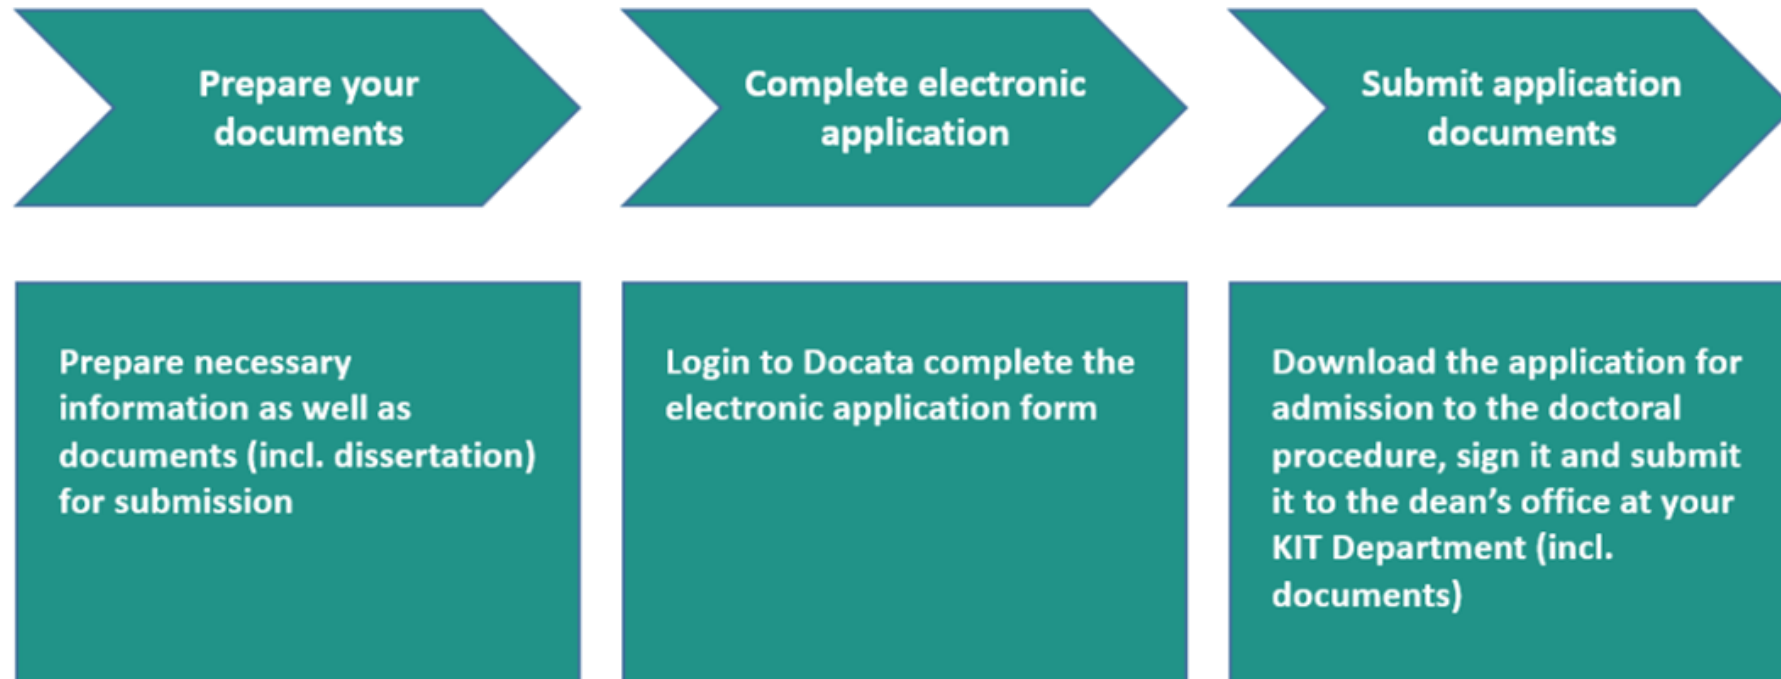 Prepare your
documents
Complete electronic
application
Submit application
documents
Prepare necessary
information as well as
documents (incl. dissertation)
for submission
Login to Docata complete the
electronic application form
Download the application for
admission to the doctoral
procedure, sign it and submit
it to the dean’s office at your
KIT Department (incl.
documents)